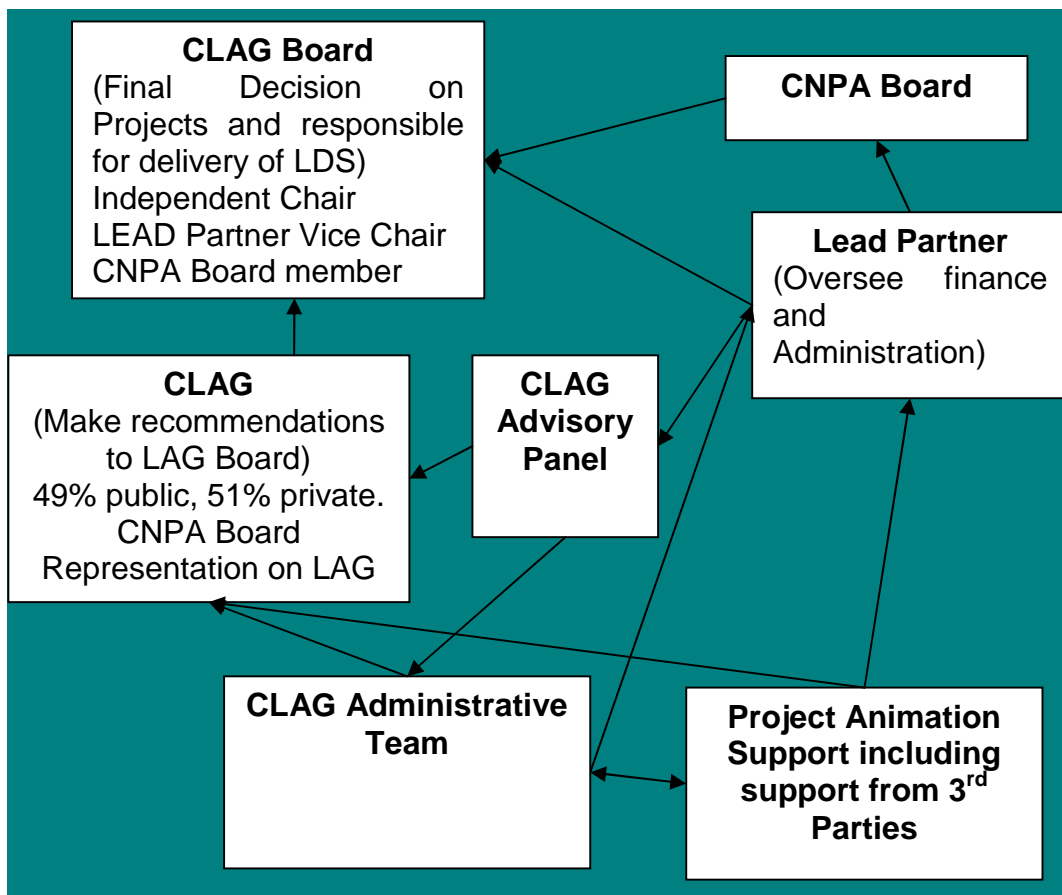 CLAG Board
(Final Decision on
Projects and responsible
for delivery of LDS)
Independent Chair
LEAD Partner Vice Chair
CNPA Board member
CNPA Board
Lead Partner
(Oversee finance
and
Administration)
CLAG
(Make recommendations
to LAG Board)
49% public, 51% private.
CNPA Board
Representation on LAG
CLAG
Advisory
Panel
CLAG Administrative
Team
Project Animation
Support including
support from 3rd
Parties